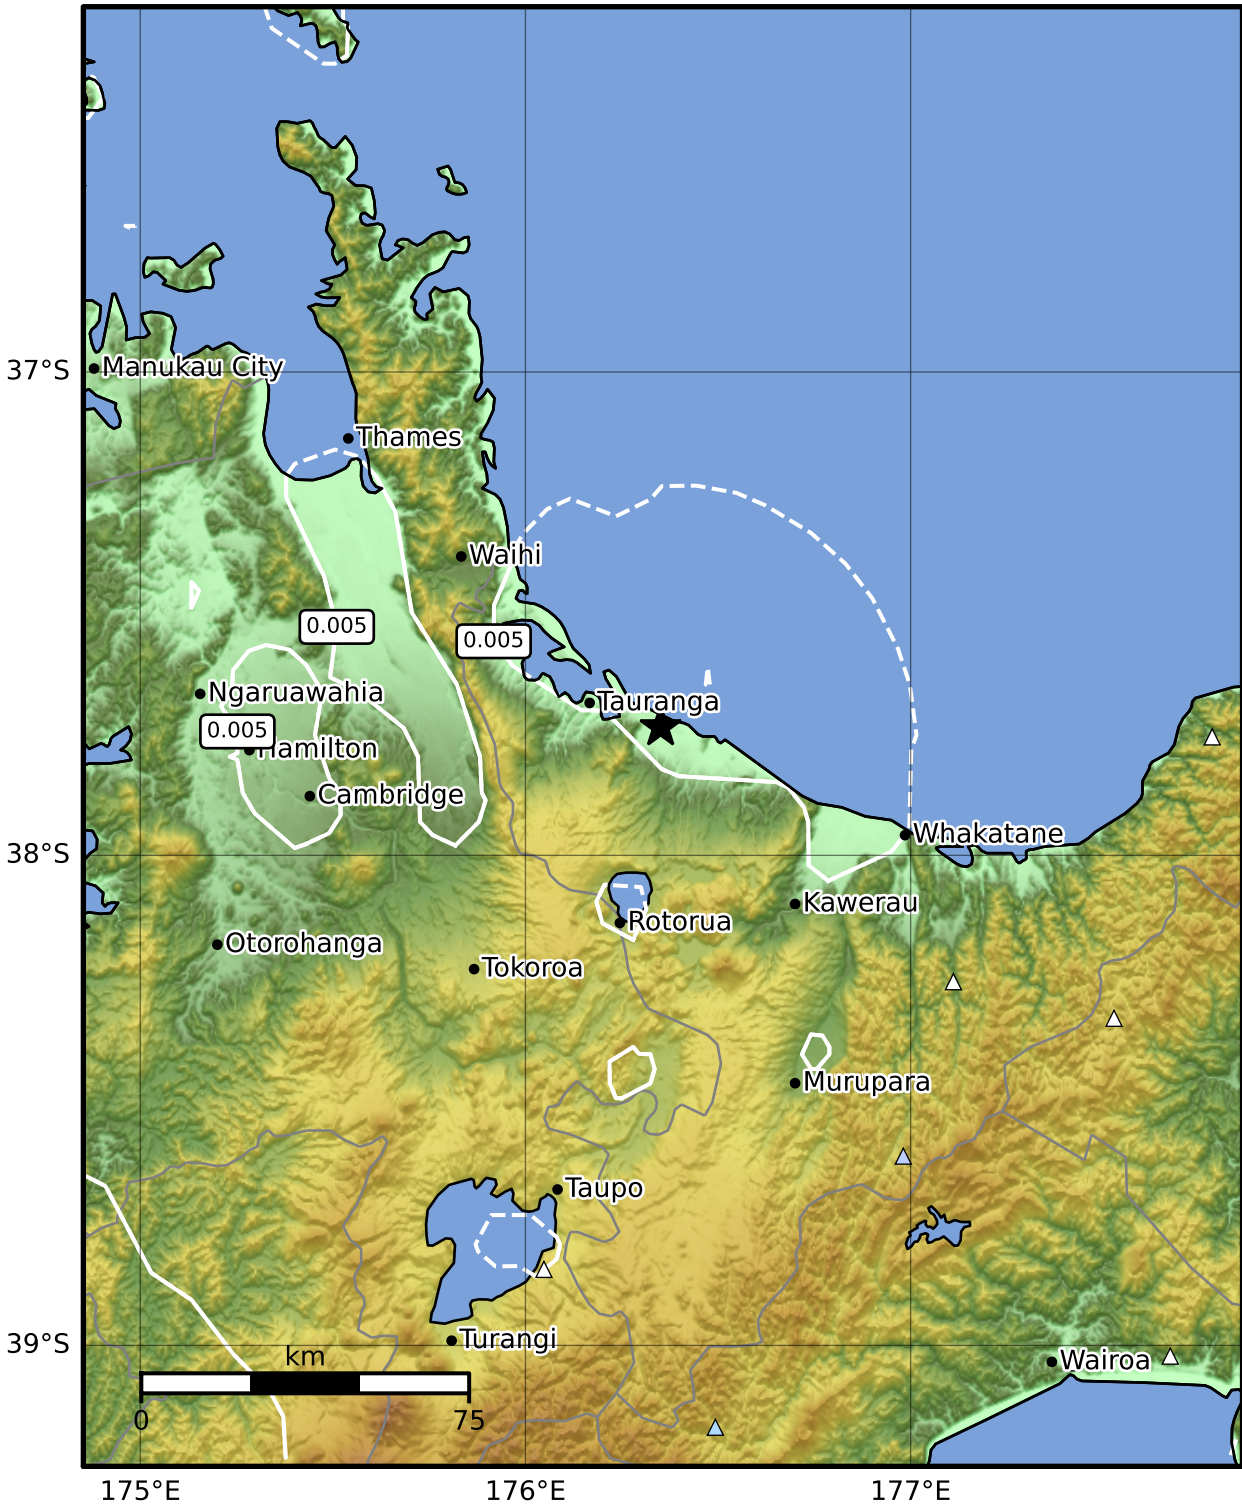 37°S
Manukau City
Thames
Waihi
0.005
0.005
Ngaruawahia
Tauranga
0.005
Hamilton
Cambridge
38°S
Whakatane
Kawerau
Rotorua
Otorohanga
Tokoroa
Murupara
Taupo
39°S
Turangi
km
Wairoa
0
75
175°E
176°E
177°E